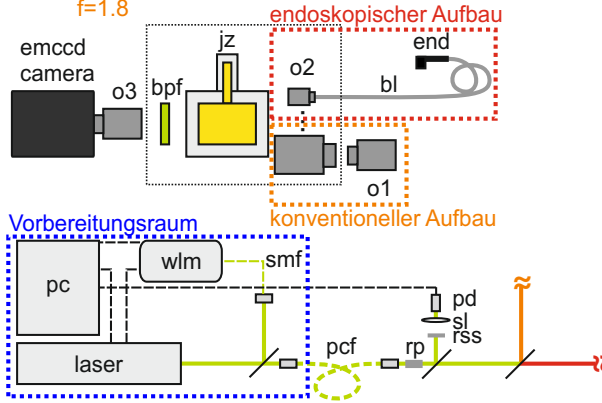 f=1.8
endoskopischer Aufbau
emccd
camera
o3
bpf
jz
o2
end
bl
o1
konventioneller Aufbau
Vorbereitungsraum
pc
wlm
smf
pd
sl
rss
laser
pcf
rp